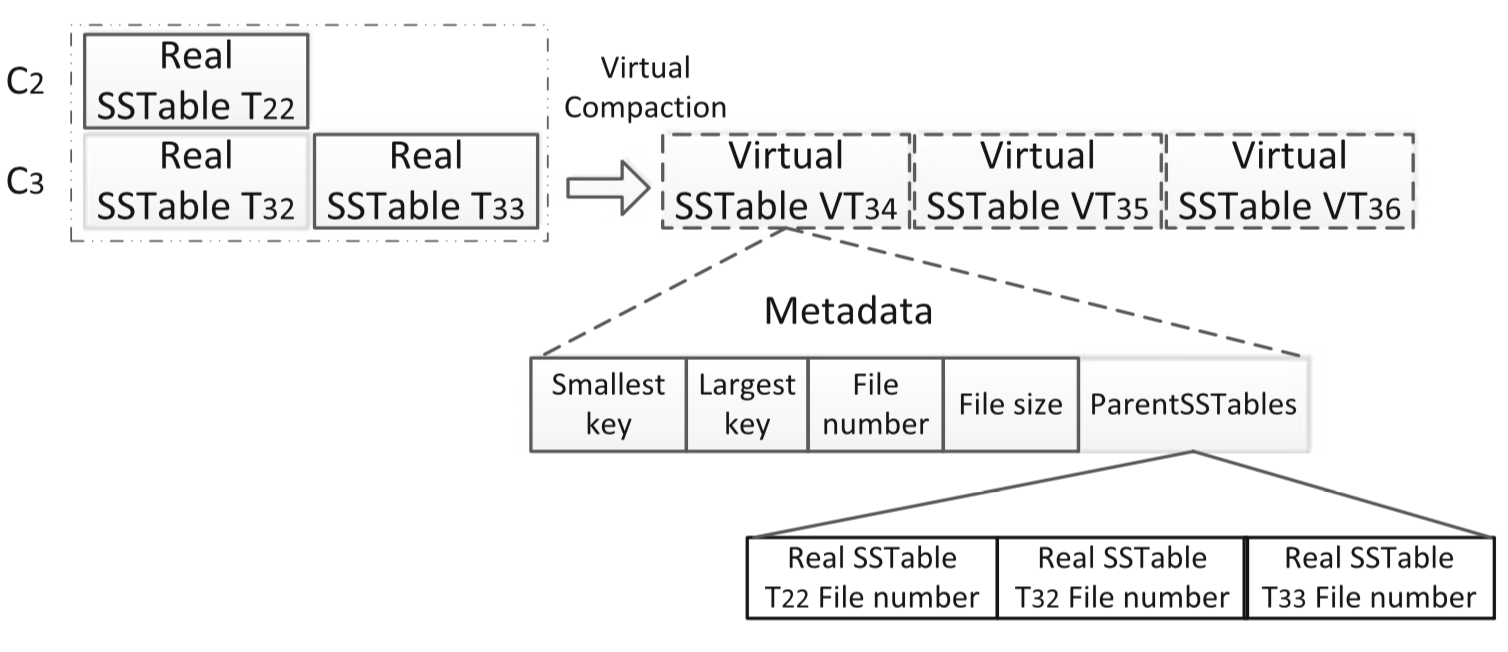 C2
Real
SSTable T22
C3
Real
SSTable T32
Real
SSTable T33
Virtual
Compaction
Virtual
SSTable VT34
Virtual
SSTable VT35
Virtual
SSTable VT36
Metadata
Smallest
key
Largest
key
File
number
File size
ParentSSTables
Real SSTable
T22 File number
Real SSTable
T32 File number
Real SSTable
T33 File number